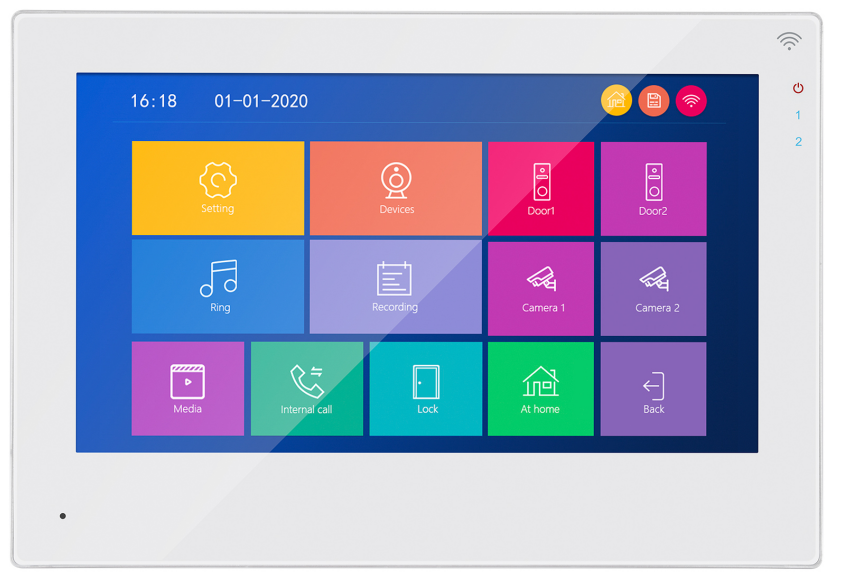 16:18 01-01-2020
1
2
Setting Devices Door1 Door2
Ring Recording Camera 1 Camera 2
Media Internal call Lock At home Back